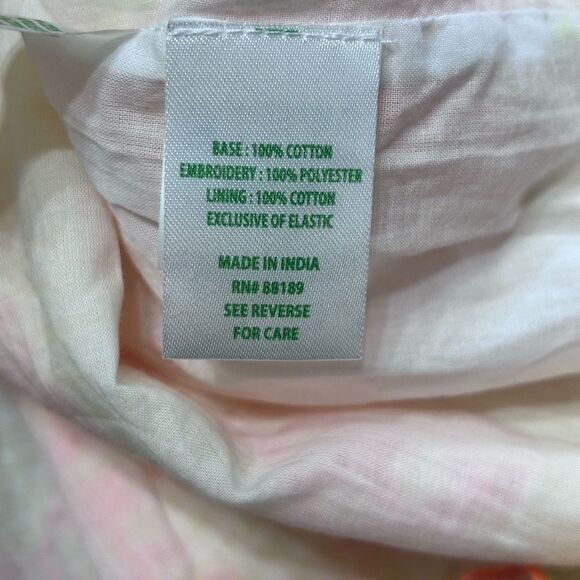 BASE : 100% COTTON
EMBROIDERY : 100% POLYESTER
LINING : 100% COTTON
EXCLUSIVE OF ELASTIC
MADE IN INDIA
RN# 88189
SEE REVERSE
FOR CARE